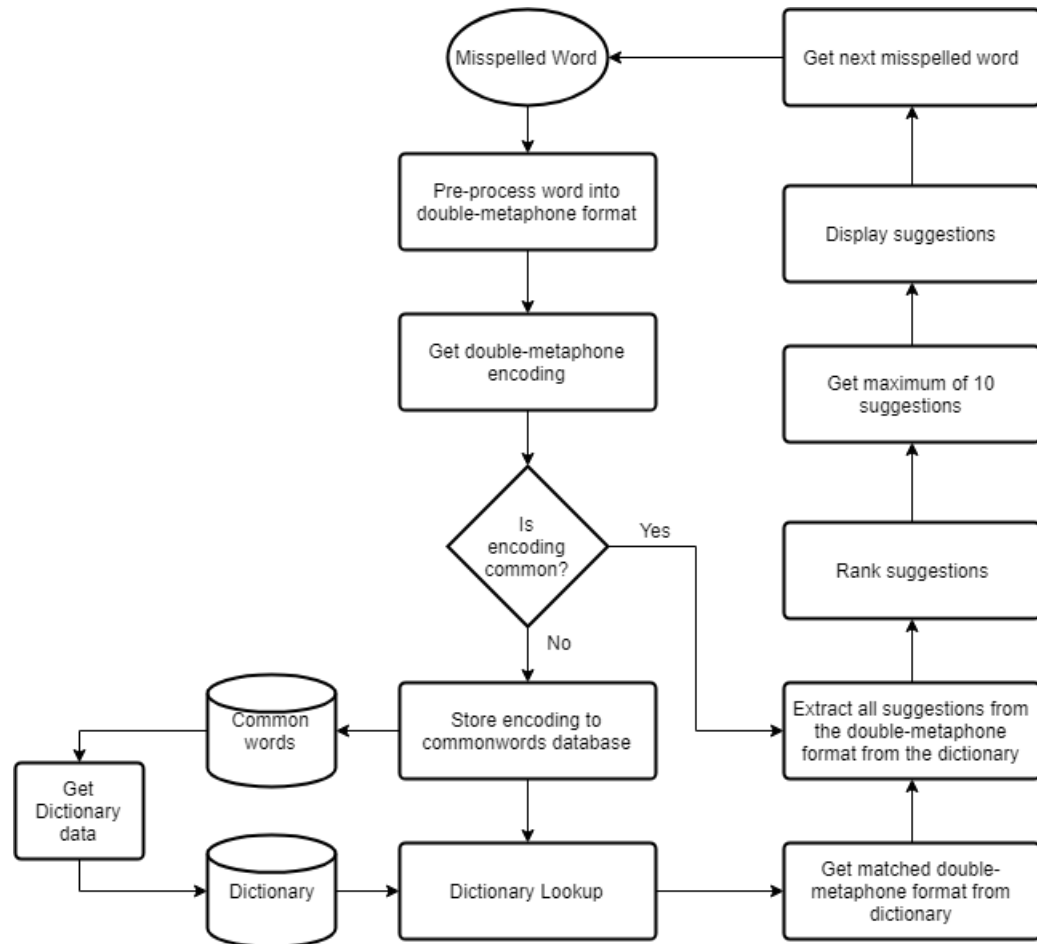 Misspelled Word
Get next misspelled word
Pre-process word into
double-metaphone format
Display suggestions
Get double-metaphone
encoding
Get maximum of 10
suggestions
Is
encoding
common?
Yes
No
Rank suggestions
Common
words
Store encoding to
commonwords database
Extract all suggestions from
the double-metaphone
format from the dictionary
Get
Dictionary
data
Dictionary
Dictionary Lookup
Get matched double-
metaphone format from
dictionary